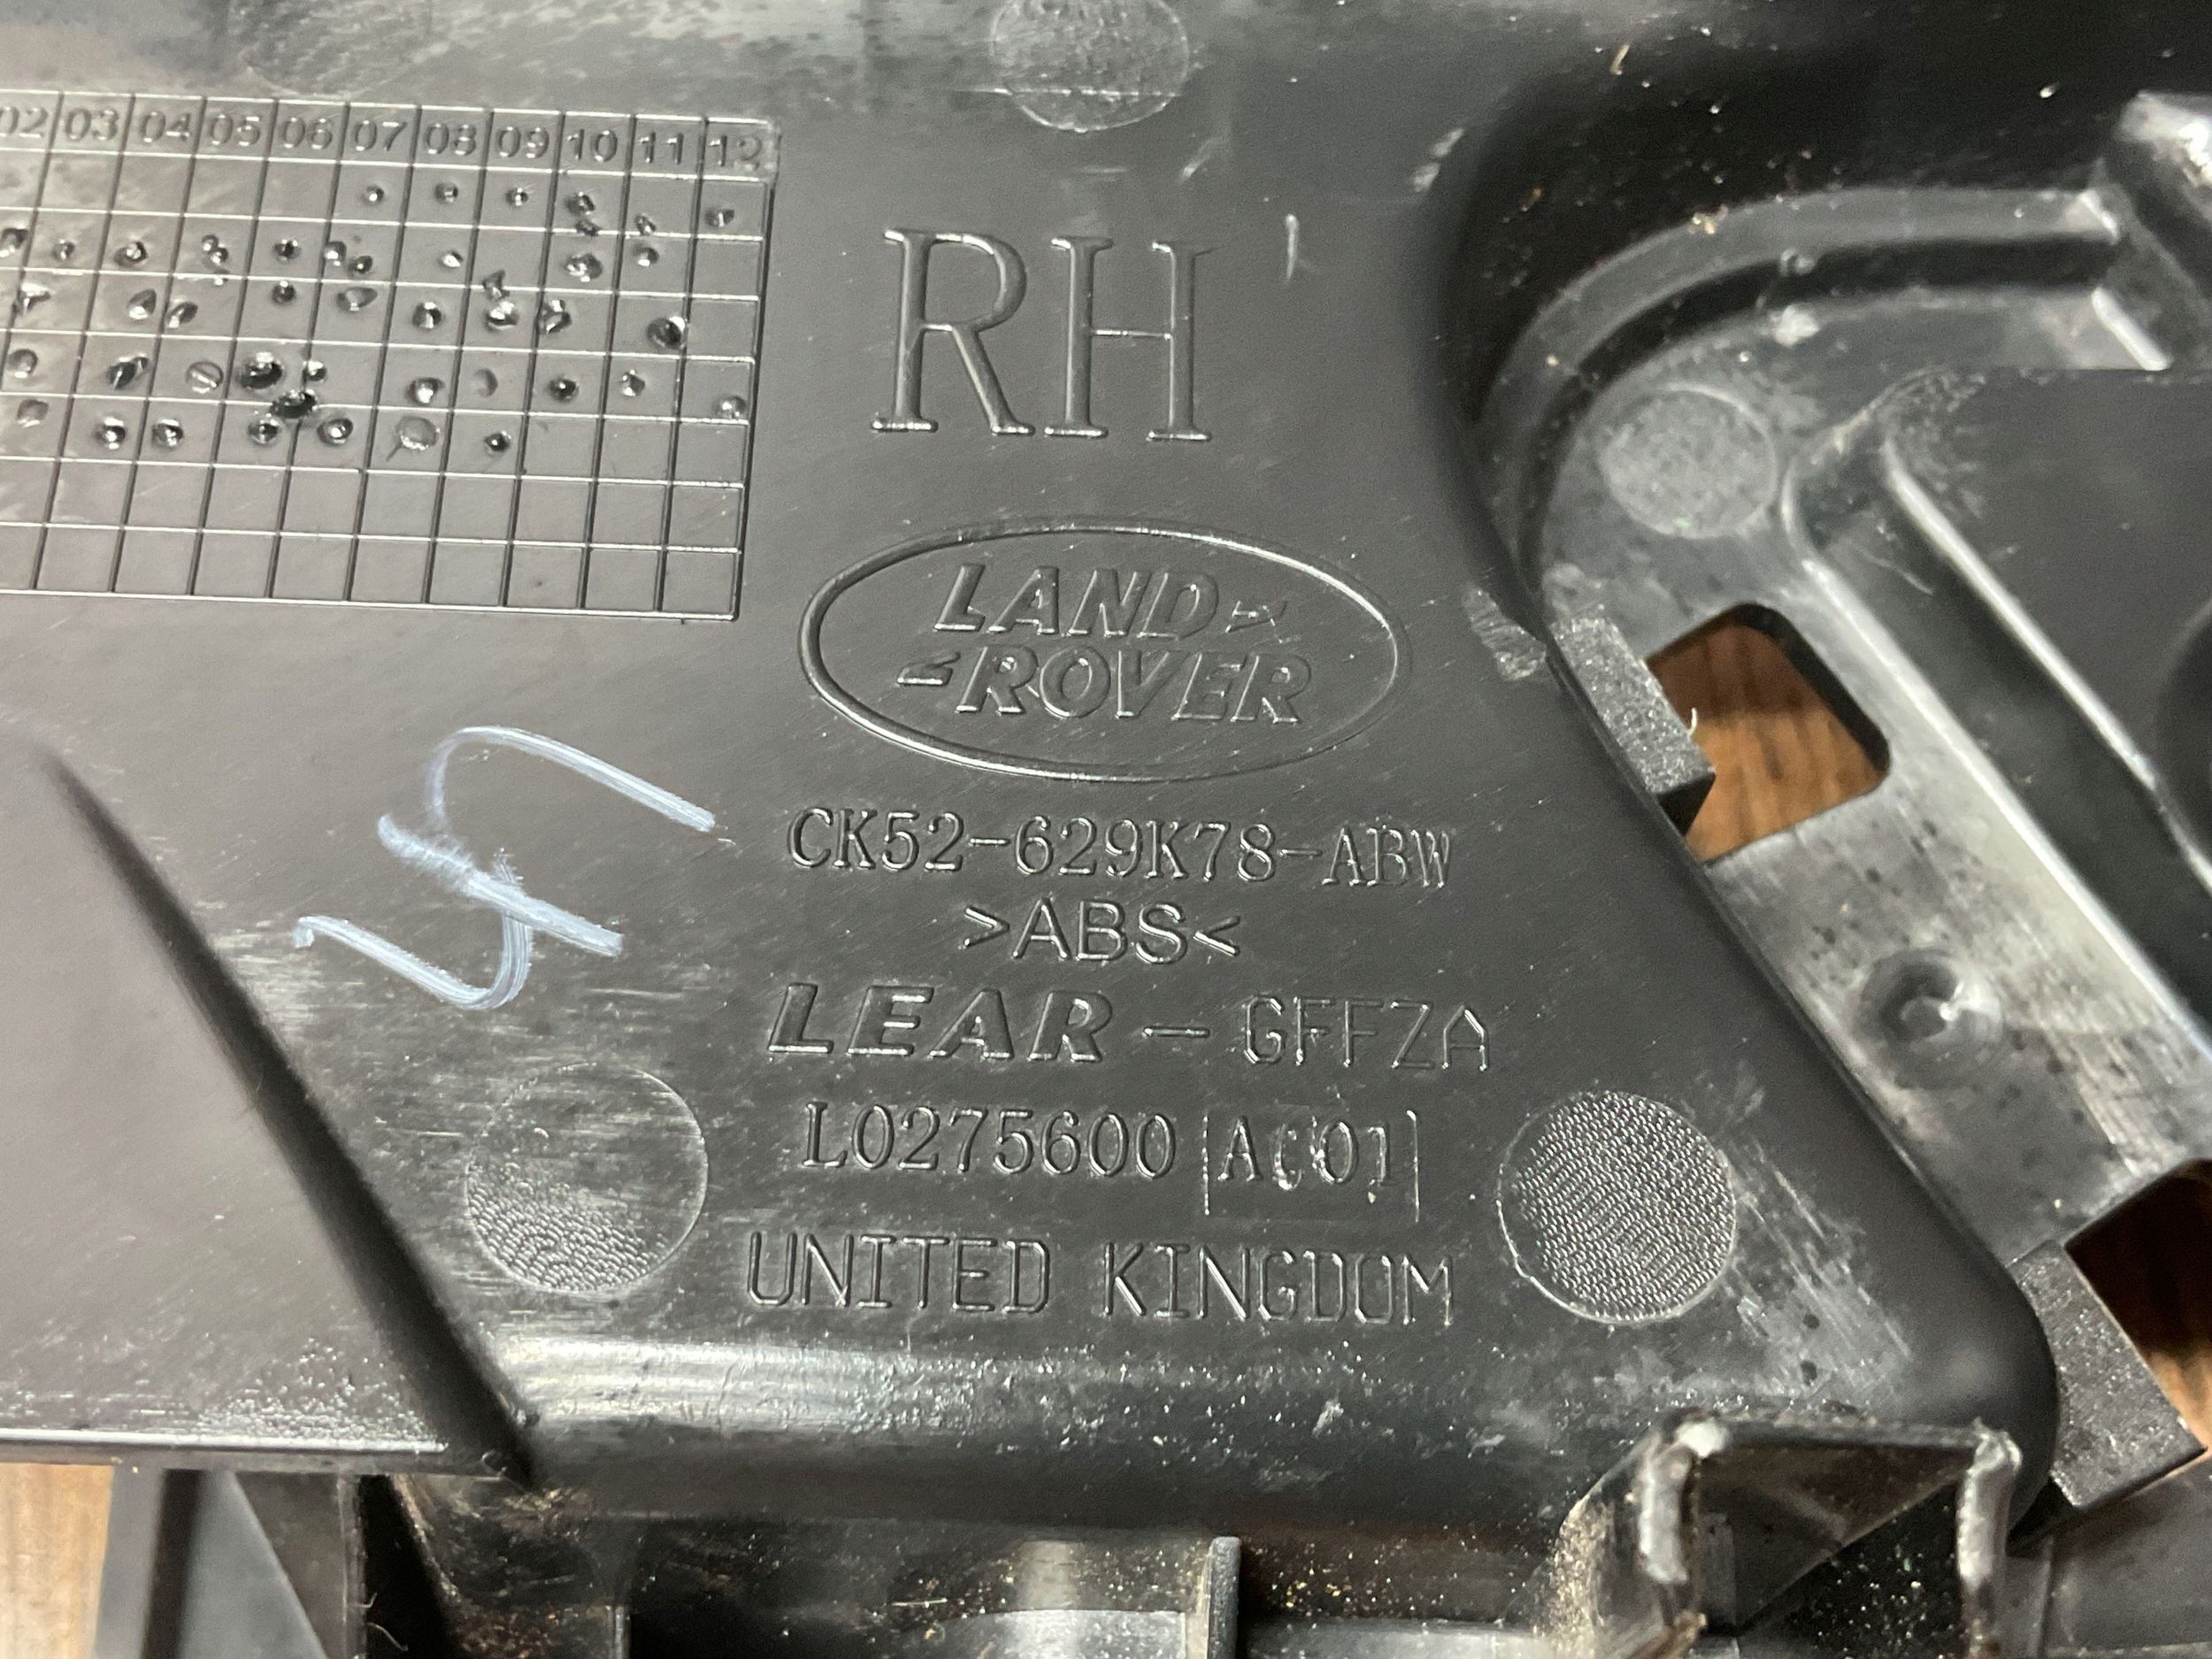 02 03 04 05 06 07 08 09 10 11 12
RH
LAND
ROVER
CK52-629K78-ABW
>ABS<
LEAR - GFFZA
L0275600 AC01
UNITED KINGDOM